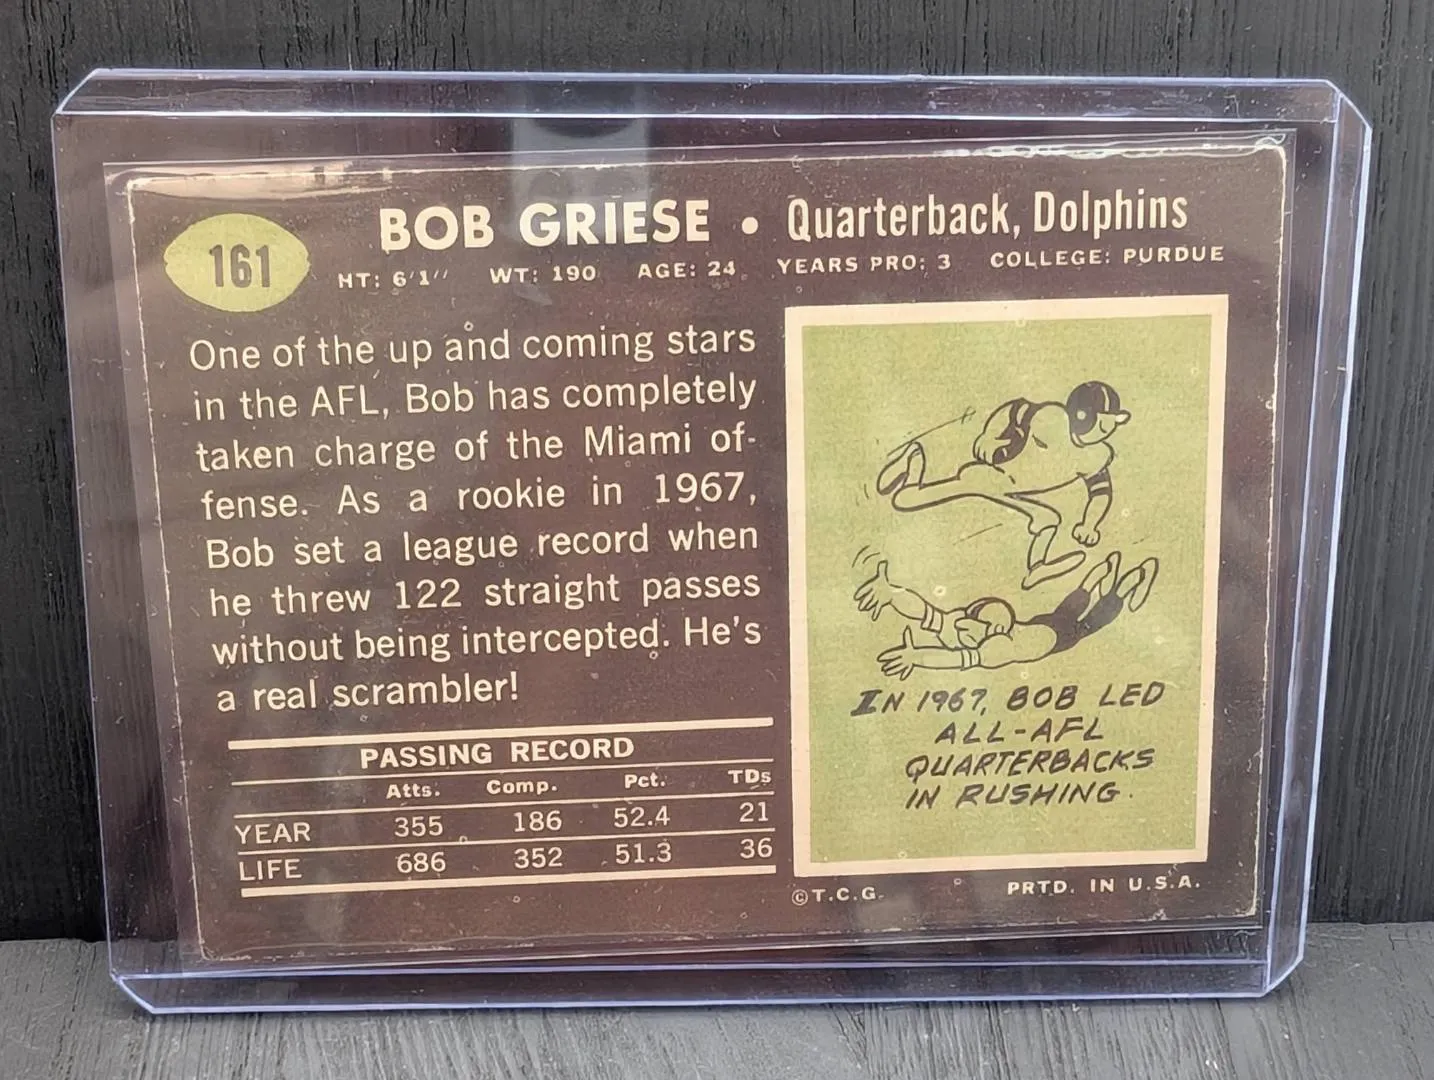 161
BOB GRIESE • Quarterback, Dolphins
HT: 6'1'' WT: 190 AGE: 24 YEARS PRO: 3 COLLEGE: PURDUE
One of the up and coming stars
in the AFL, Bob has completely
taken charge of the Miami of-
fense. As a rookie in 1967,
Bob set a league record when
he threw 122 straight passes
without being intercepted. He's
a real scrambler!
PASSING RECORD
Atts. Comp. Pct. TDs
YEAR 355 186 52.4 21
LIFE 686 352 51.3 36
IN 1967, BOB LED
ALL-AFL
QUARTERBACKS
IN RUSHING.
©T.C.G. PRTD. IN U.S.A.